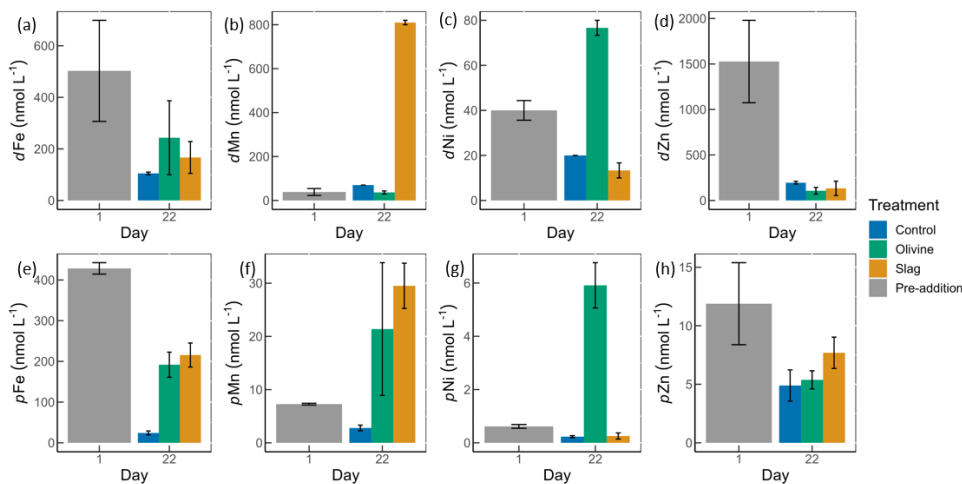 (a)
dFe (nmol L⁻¹)
600
400
200
0
1
22
Day
(b)
dMn (nmol L⁻¹)
800
600
400
200
0
1
22
Day
(c)
dNi (nmol L⁻¹)
80
60
40
20
0
1
22
Day
(d)
dZn (nmol L⁻¹)
2000
1500
1000
500
0
1
22
Day
(e)
pFe (nmol L⁻¹)
400
300
200
100
0
1
22
Day
(f)
pMn (nmol L⁻¹)
30
20
10
0
1
22
Day
(g)
pNi (nmol L⁻¹)
6
4
2
0
1
22
Day
(h)
pZn (nmol L⁻¹)
15
10
5
0
1
22
Day
Treatment
Control
Olivine
Slag
Pre-addition